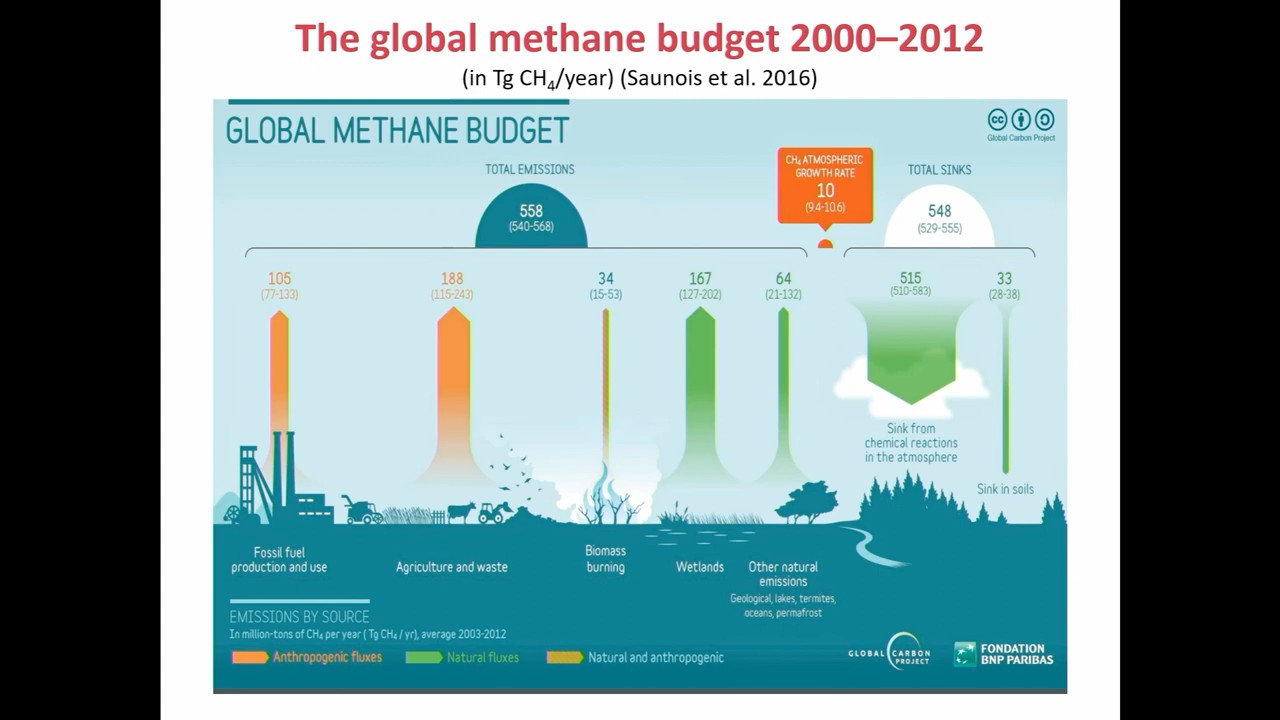 The global methane budget 2000–2012
(in Tg CH₄/year) (Saunois et al. 2016)
GLOBAL METHANE BUDGET
Global Carbon Project
TOTAL EMISSIONS
558
(540-568)
CH₄ ATMOSPHERIC
GROWTH RATE
10
(9.4-10.6)
TOTAL SINKS
548
(529-555)
105
(77-133)
188
(115-243)
34
(15-53)
167
(127-202)
64
(21-132)
515
(510-583)
33
(28-38)
Sink from
chemical reactions
in the atmosphere
Sink in soils
Fossil fuel
production and use
Agriculture and waste
Biomass
burning
Wetlands
Other natural
emissions
Geological, lakes, termites,
oceans, permafrost
EMISSIONS BY SOURCE
In million-tons of CH₄ per year ( Tg CH₄ / yr), average 2003-2012
Anthropogenic fluxes
Natural fluxes
Natural and anthropogenic
GLOBAL CARBON
PROJECT
FONDATION
BNP PARIBAS